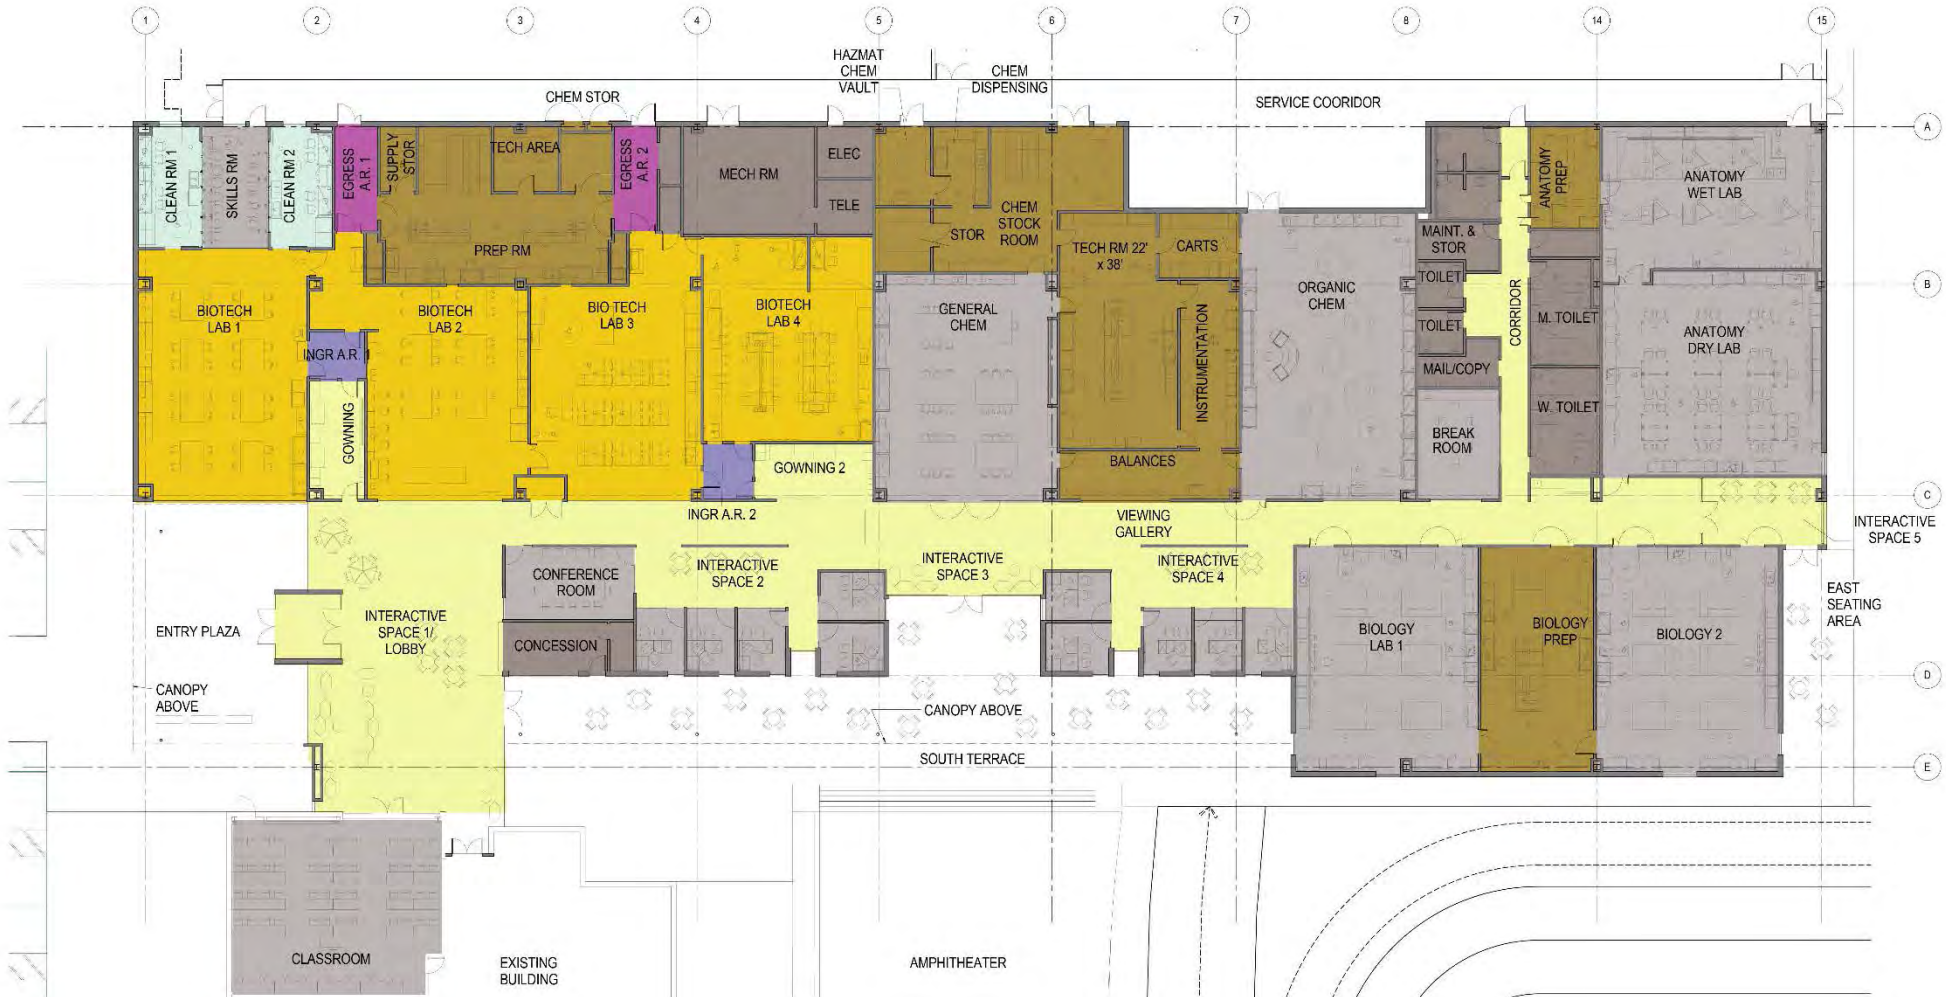 1
2
3
4
5
6
7
8
14
15
HAZMAT
CHEM
VAULT
CHEM
DISPENSING
CHEM STOR
SERVICE COORIDOR
A
CLEAN RM 1
SKILLS RM
CLEAN RM 2
EGRESS
A.R. 1
SUPPLY
STOR
TECH AREA
EGRESS
A.R. 2
MECH RM
ELEC
TELE
PREP RM
STOR
CHEM
STOCK
ROOM
TECH RM 22'
x 38'
CARTS
MAINT. &
STOR
ANATOMY
PREP
ANATOMY
WET LAB
TOILET
B
BIOTECH
LAB 1
BIOTECH
LAB 2
BIO TECH
LAB 3
BIOTECH
LAB 4
GENERAL
CHEM
INSTRUMENTATION
ORGANIC
CHEM
TOILET
CORRIDOR
M. TOILET
ANATOMY
DRY LAB
INGR A.R. 1
MAIL/COPY
GOWNING
W. TOILET
BREAK
ROOM
GOWNING 2
BALANCES
C
INGR A.R. 2
VIEWING
GALLERY
INTERACTIVE
SPACE 5
CONFERENCE
ROOM
INTERACTIVE
SPACE 2
INTERACTIVE
SPACE 3
INTERACTIVE
SPACE 4
EAST
SEATING
AREA
ENTRY PLAZA
INTERACTIVE
SPACE 1/
LOBBY
CONCESSION
BIOLOGY
LAB 1
BIOLOGY
PREP
BIOLOGY 2
D
CANOPY
ABOVE
CANOPY ABOVE
SOUTH TERRACE
E
CLASSROOM
EXISTING
BUILDING
AMPHITHEATER